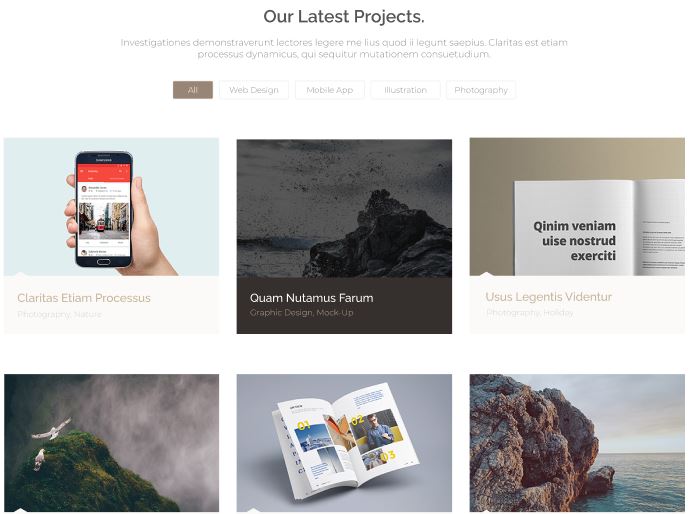 Our Latest Projects.
Investigationes demonstraverunt lectores legere me lius quod ii legunt saepius. Claritas est etiam
processus dynamicus, qui sequitur mutationem consuetudium.
All
Web Design
Mobile App
Illustration
Photography
Qinim veniam
uise nostrud
exerciti
Claritas Etiam Processus
Photography, Nature
Quam Nutamus Farum
Graphic Design, Mock-Up
Usus Legentis Videntur
Photography, Holiday
01
02
03